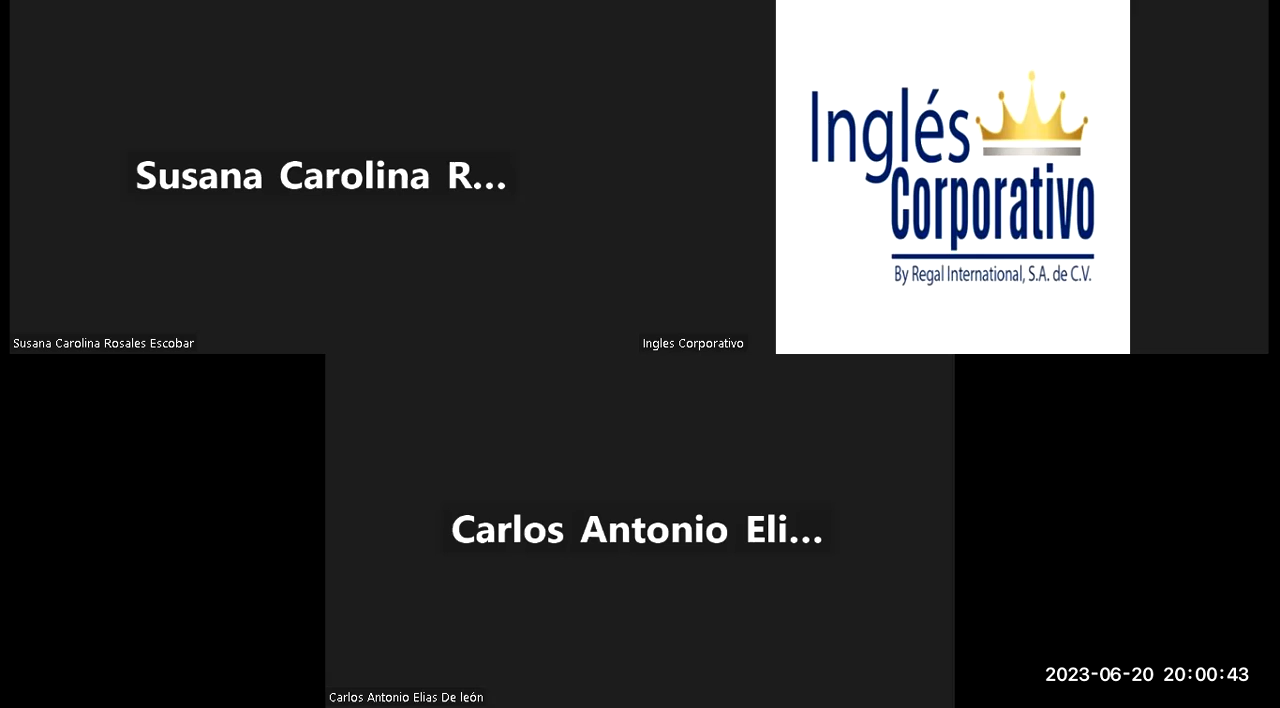 Susana Carolina R...
Susana Carolina Rosales Escobar
Inglés
Corporativo
By Regal International, S.A. de C.V.
Ingles Corporativo
Carlos Antonio Eli...
Carlos Antonio Elias De león
2023-06-20 20:00:43